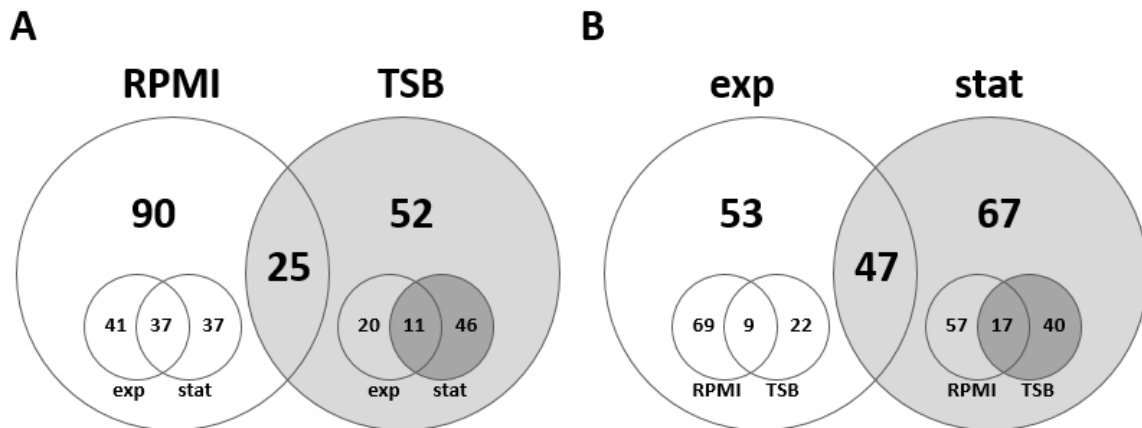 A
B
RPMI TSB
exp stat
90 52
25
53 67
47
41 37 37
20 11 46
69 9 22
57 17 40
exp stat
exp stat
RPMI TSB
RPMI TSB